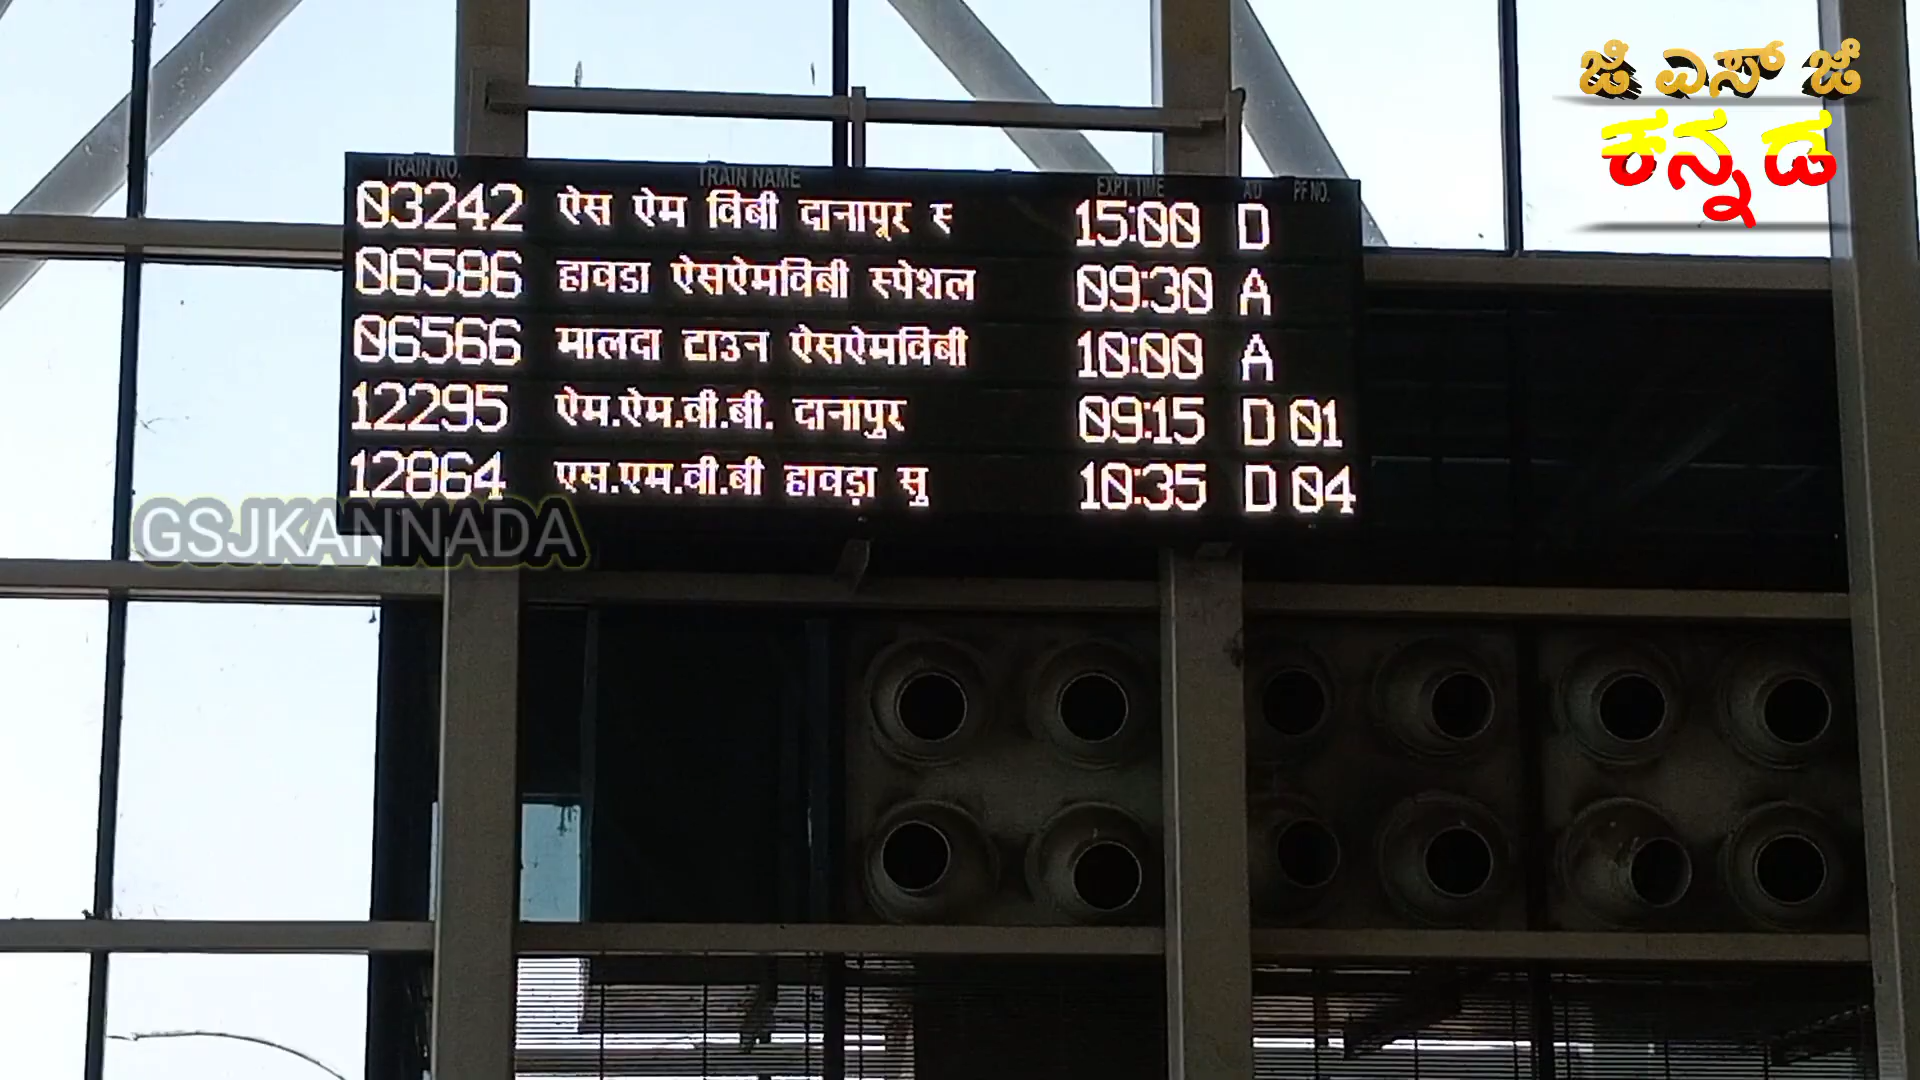 ಜಿ ಎಸ್ ಜೆ
ಕನ್ನಡ
TRAIN NO. TRAIN NAME EXPT. TIME A/D PF NO.
03242 ऐस ऐम विबी दानापूर स 15:00 D
06586 हावडा ऐसऐमविबी स्पेशल 09:30 A
06566 मालदा टाउन ऐसऐमविबी 10:00 A
12295 ऐम.ऐम.वी.बी. दानापुर 09:15 D 01
12864 एस.एम.वी.बी हावड़ा सु 10:35 D 04
GSJKANNADA